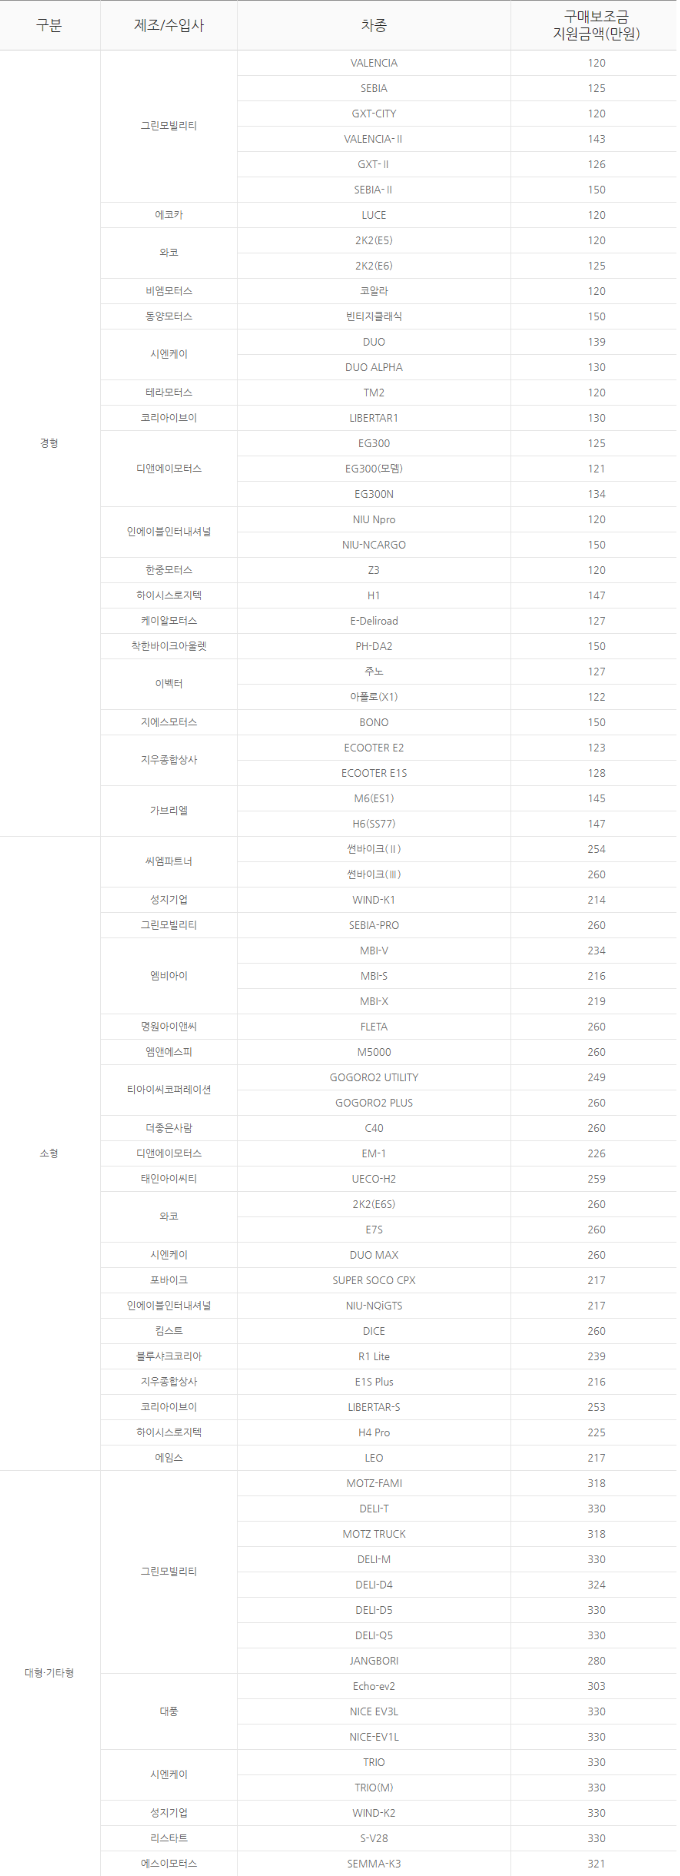 구분 제조/수입사 차종 구매보조금
지원금액(만원)
VALENCIA 120
SEBIA 125
GXT-CITY 120
그린모빌리티
VALENCIA-Ⅱ 143
GXT-Ⅱ 126
SEBIA-Ⅱ 150
에코카 LUCE 120
와코 2K2(E5) 120
2K2(E6) 125
비엠모터스 코알라 120
동양모터스 빈티지클래식 150
시엔케이 DUO 139
DUO ALPHA 130
테라모터스 TM2 120
코리아이브이 LIBERTAR1 130
경형
EG300 125
디앤에이모터스 EG300(모뎀) 121
EG300N 134
인에이블인터내셔널 NIU Npro 120
NIU-NCARGO 150
한중모터스 Z3 120
하이시스로지텍 H1 147
케이알모터스 E-Deliroad 127
착한바이크아울렛 PH-DA2 150
이백터 주노 127
아폴로(X1) 122
지에스모터스 BONO 150
지우종합상사 ECOOTER E2 123
ECOOTER E1S 128
가브리엘 M6(ES1) 145
H6(SS77) 147
씨엠파트너 썬바이크(Ⅱ) 254
썬바이크(Ⅲ) 260
성지기업 WIND-K1 214
그린모빌리티 SEBIA-PRO 260
MBI-V 234
엠비아이 MBI-S 216
MBI-X 219
명원아이앤씨 FLETA 260
엠앤에스피 M5000 260
티아이씨코퍼레이션 GOGORO2 UTILITY 249
GOGORO2 PLUS 260
더좋은사람 C40 260
소형 디앤에이모터스 EM-1 226
태인아이씨티 UECO-H2 259
와코 2K2(E6S) 260
E7S 260
시엔케이 DUO MAX 260
포바이크 SUPER SOCO CPX 217
인에이블인터내셔널 NIU-NQiGTS 217
킴스트 DICE 260
블루샤크코리아 R1 Lite 239
지우종합상사 E1S Plus 216
코리아이브이 LIBERTAR-S 253
하이시스로지텍 H4 Pro 225
에임스 LEO 217
MOTZ-FAMI 318
DELI-T 330
MOTZ TRUCK 318
DELI-M 330
그린모빌리티
DELI-D4 324
DELI-D5 330
DELI-Q5 330
JANGBORI 280
대형·기타형
Echo-ev2 303
대풍 NICE EV3L 330
NICE-EV1L 330
시엔케이 TRIO 330
TRIO(M) 330
성지기업 WIND-K2 330
리스타트 S-V28 330
에스이모터스 SEMMA-K3 321